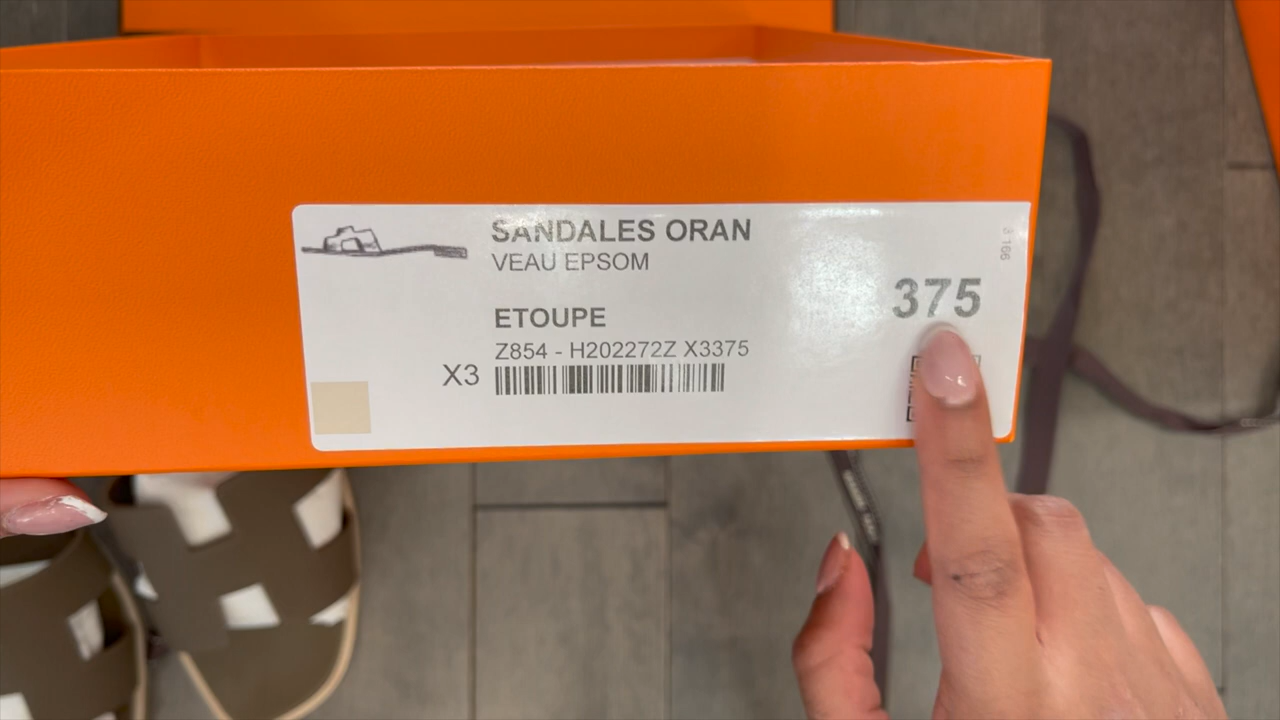 SANDALES ORAN
VEAU EPSOM
3 166
375
ETOUPE
Z854 - H202272Z X3375
X3